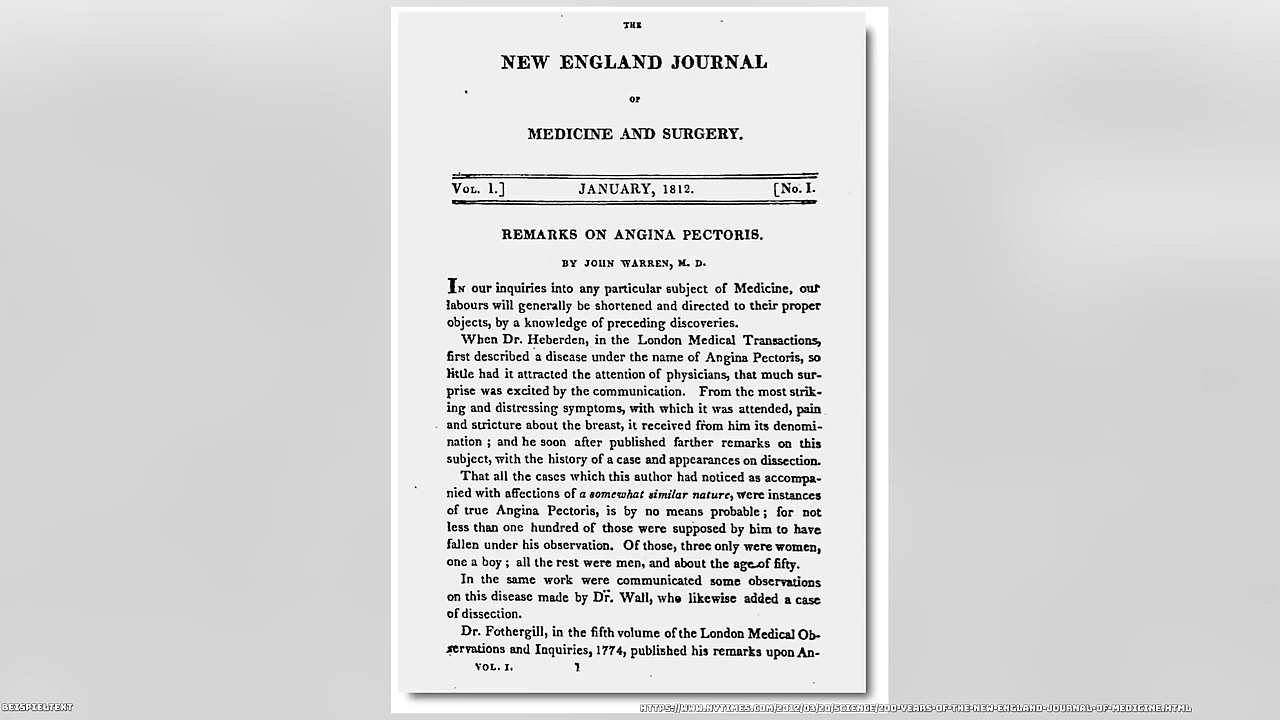 THE
NEW ENGLAND JOURNAL
OF
MEDICINE AND SURGERY.
VOL. 1.] JANUARY, 1812. [No. I.
REMARKS ON ANGINA PECTORIS.
BY JOHN WARREN, M. D.
IN our inquiries into any particular subject of Medicine, our
labours will generally be shortened and directed to their proper
objects, by a knowledge of preceding discoveries.
When Dr. Heberden, in the London Medical Transactions,
first described a disease under the name of Angina Pectoris, so
little had it attracted the attention of physicians, that much sur-
prise was excited by the communication. From the most strik-
ing and distressing symptoms, with which it was attended, pain
and stricture about the breast, it received from him its denomi-
nation ; and he soon after published farther remarks on this
subject, with the history of a case and appearances on dissection.
That all the cases which this author had noticed as accompa-
nied with affections of a somewhat similar nature, were instances
of true Angina Pectoris, is by no means probable ; for not
less than one hundred of those were supposed by him to have
fallen under his observation. Of those, three only were women,
one a boy ; all the rest were men, and about the age of fifty.
In the same work were communicated some observations
on this disease made by Dr. Wall, who likewise added a case
of dissection.
Dr. Fothergill, in the fifth volume of the London Medical Ob-
servations and Inquiries, 1774, published his remarks upon An-
VOL. I. 1
BEISPIELTEXT
HTTPS://WWW.NYTIMES.COM/2012/03/20/SCIENCE/200-YEARS-OF-THE-NEW-ENGLAND-JOURNAL-OF-MEDICINE.HTML